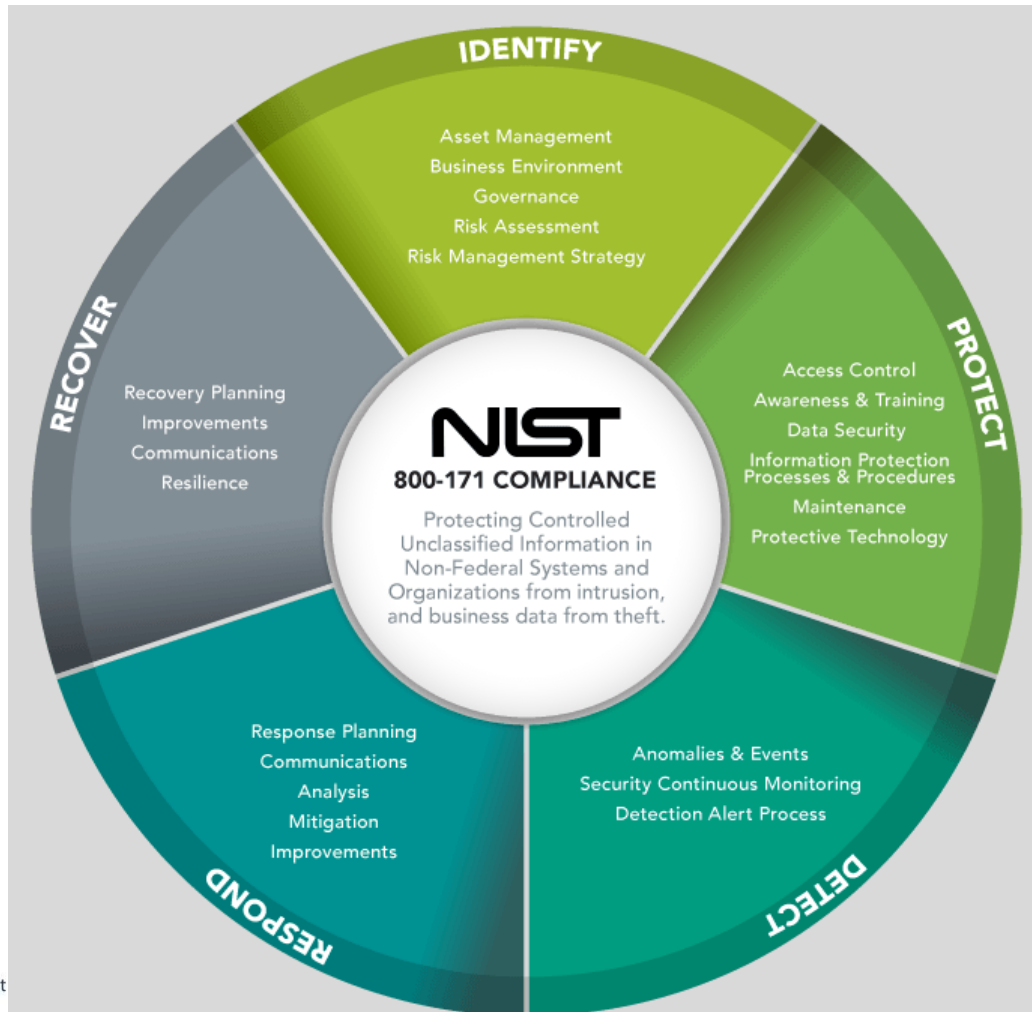 IDENTIFY
Asset Management
Business Environment
Governance
Risk Assessment
Risk Management Strategy
PROTECT
Access Control
Awareness & Training
Data Security
Information Protection
Processes & Procedures
Maintenance
Protective Technology
DETECT
Anomalies & Events
Security Continuous Monitoring
Detection Alert Process
RESPOND
Response Planning
Communications
Analysis
Mitigation
Improvements
RECOVER
Recovery Planning
Improvements
Communications
Resilience
NIST
800-171 COMPLIANCE
Protecting Controlled
Unclassified Information in
Non-Federal Systems and
Organizations from intrusion,
and business data from theft.
t